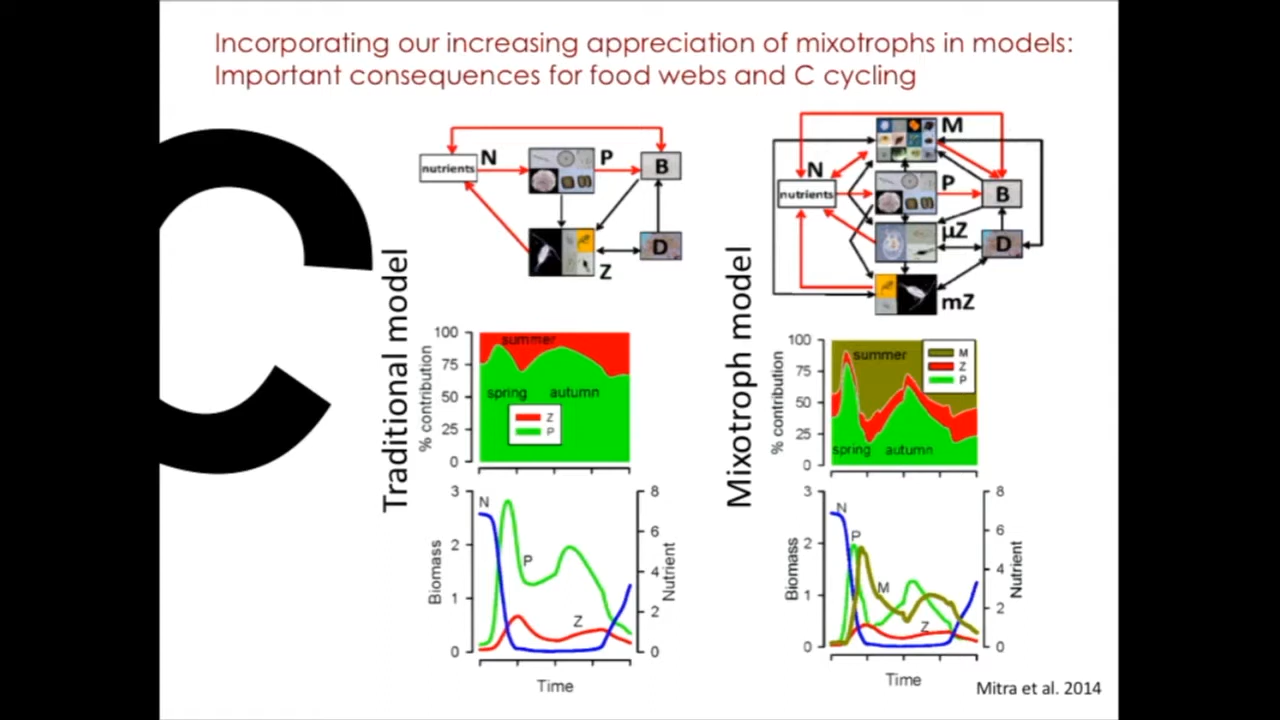 Incorporating our increasing appreciation of mixotrophs in models:
Important consequences for food webs and C cycling
C
Traditional model
nutrients
N
P
B
Z
D
100
75
50
25
0
% contribution
summer
spring autumn
Z
P
3
2
1
0
Biomass
N
P
Z
8
6
4
2
0
Nutrient
Time
Mixotroph model
M
N
nutrients
P
B
µZ
D
mZ
100
75
50
25
0
% contribution
summer
spring autumn
M
Z
P
3
2
1
0
Biomass
N
P
M
Z
8
6
4
2
0
Nutrient
Time
Mitra et al. 2014